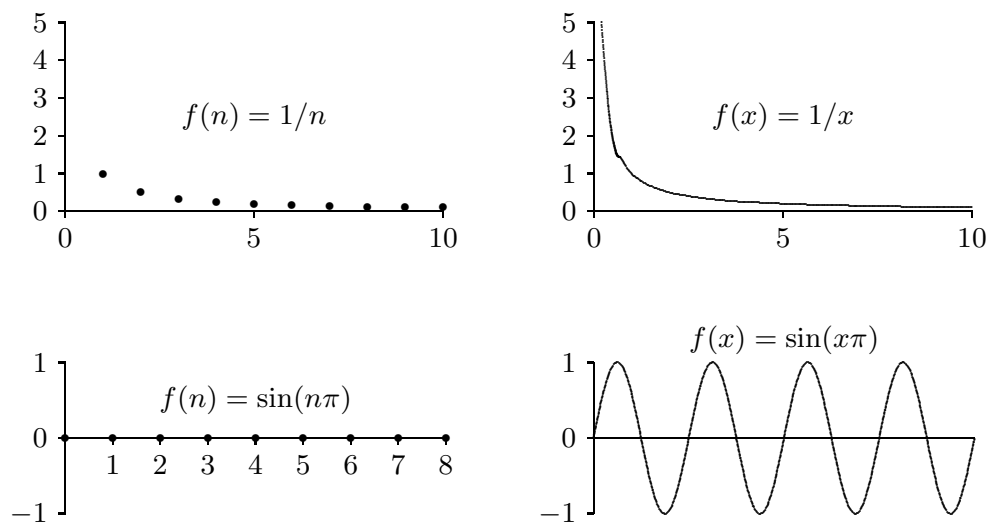 5
4
3
2
1
0
0 5 10
f(n) = 1/n
5
4
3
2
1
0
0 5 10
f(x) = 1/x
1
0
−1
f(n) = sin(nπ)
1 2 3 4 5 6 7 8
f(x) = sin(xπ)
1
0
−1